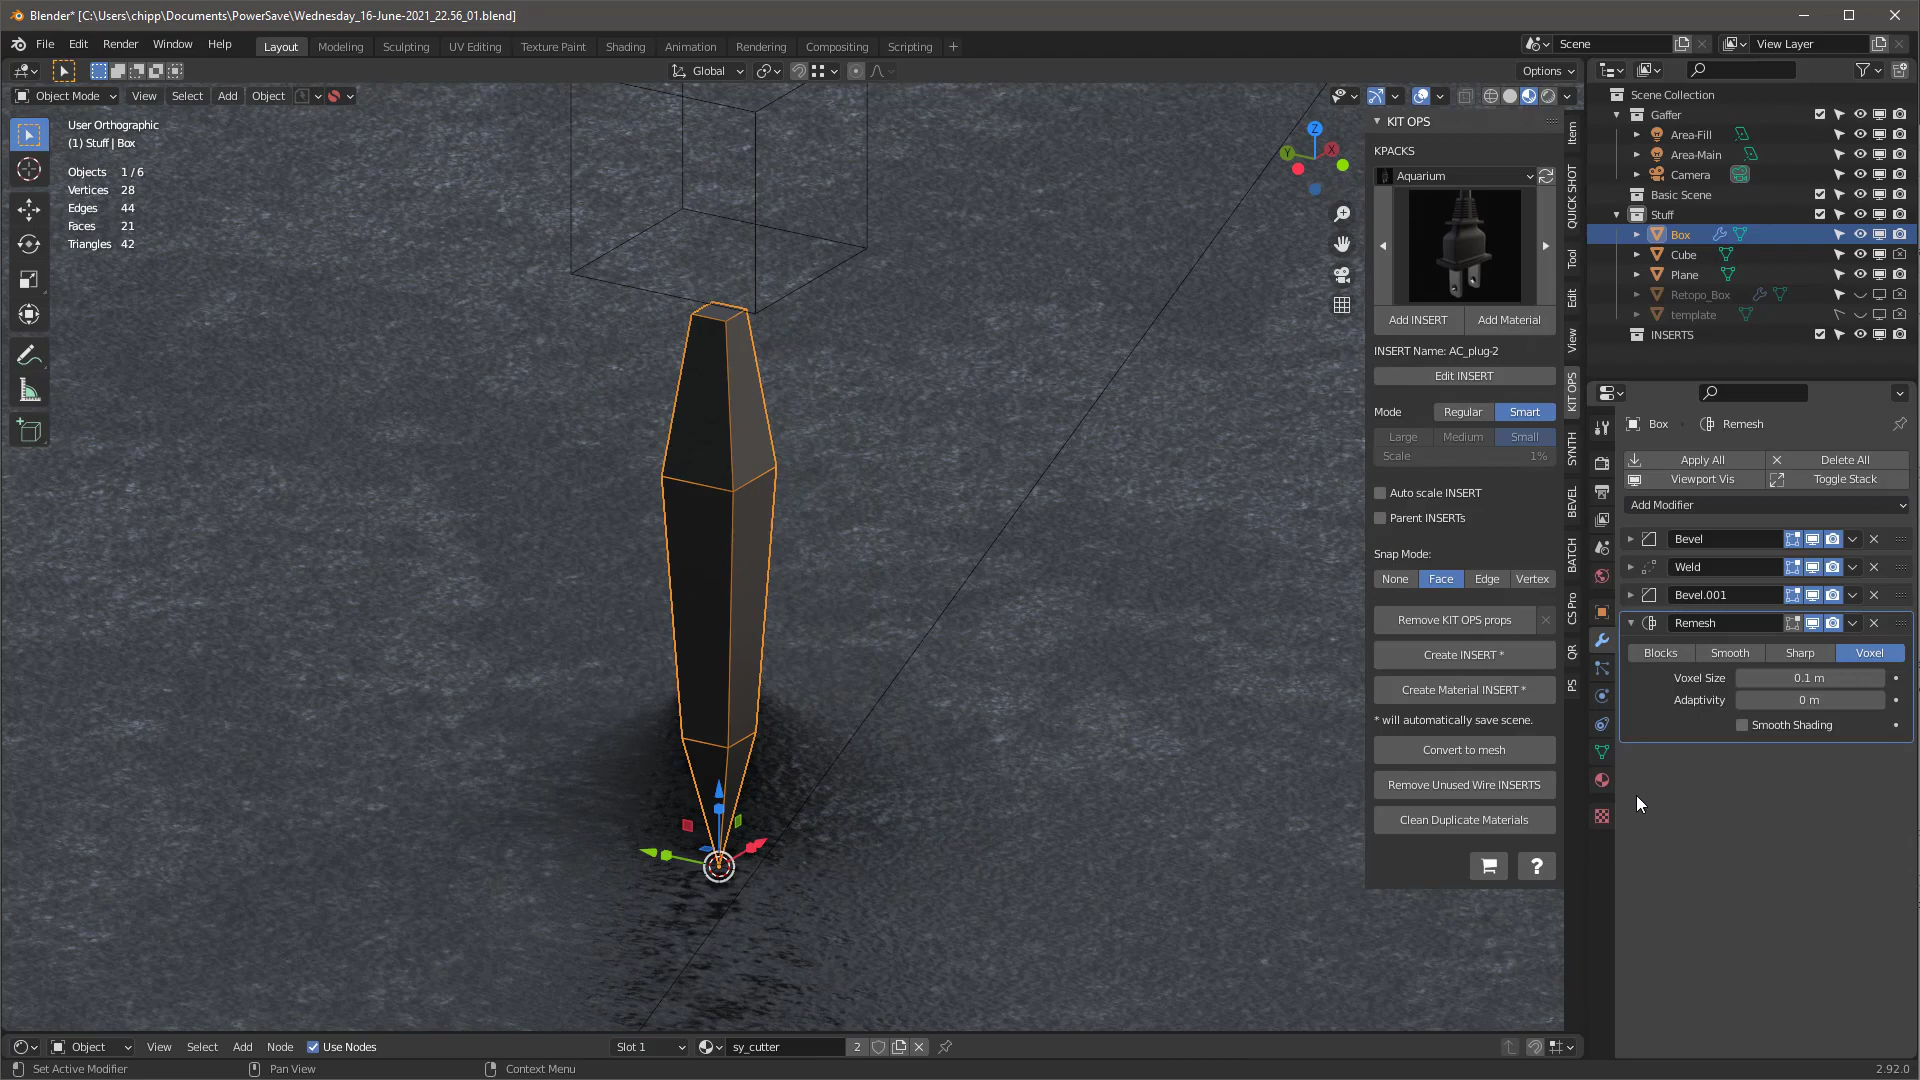 Blender* [C:\Users\chipp\Documents\PowerSave\Wednesday_16-June-2021_22.56_01.blend]
File Edit Render Window Help
Layout Modeling Sculpting UV Editing Texture Paint Shading Animation Rendering Compositing Scripting +
Scene
View Layer
Global
Options
Object Mode View Select Add Object
User Orthographic
(1) Stuff | Box
Objects 1 / 6
Vertices 28
Edges 44
Faces 21
Triangles 42
Z
Y
X
KIT OPS
KPACKS
Aquarium
Add INSERT Add Material
INSERT Name: AC_plug-2
Edit INSERT
Mode Regular Smart
Large Medium Small
Scale 1%
Auto scale INSERT
Parent INSERTs
Snap Mode:
None Face Edge Vertex
Remove KIT OPS props
Create INSERT *
Create Material INSERT *
* will automatically save scene.
Convert to mesh
Remove Unused Wire INSERTS
Clean Duplicate Materials
?
Item
QUICK SHOT
Tool
Edit
View
KIT OPS
SYNTH
BEVEL
BATCH
CS Pro
QR
PS
Scene Collection
Gaffer
Area-Fill
Area-Main
Camera
Basic Scene
Stuff
Box
Cube
Plane
Retopo_Box
template
INSERTS
Box Remesh
Apply All Delete All
Viewport Vis Toggle Stack
Add Modifier
Bevel
Weld
Bevel.001
Remesh
Blocks Smooth Sharp Voxel
Voxel Size 0.1 m
Adaptivity 0 m
Smooth Shading
Object View Select Add Node Use Nodes Slot 1 sy_cutter 2
Set Active Modifier Pan View Context Menu 2.92.0